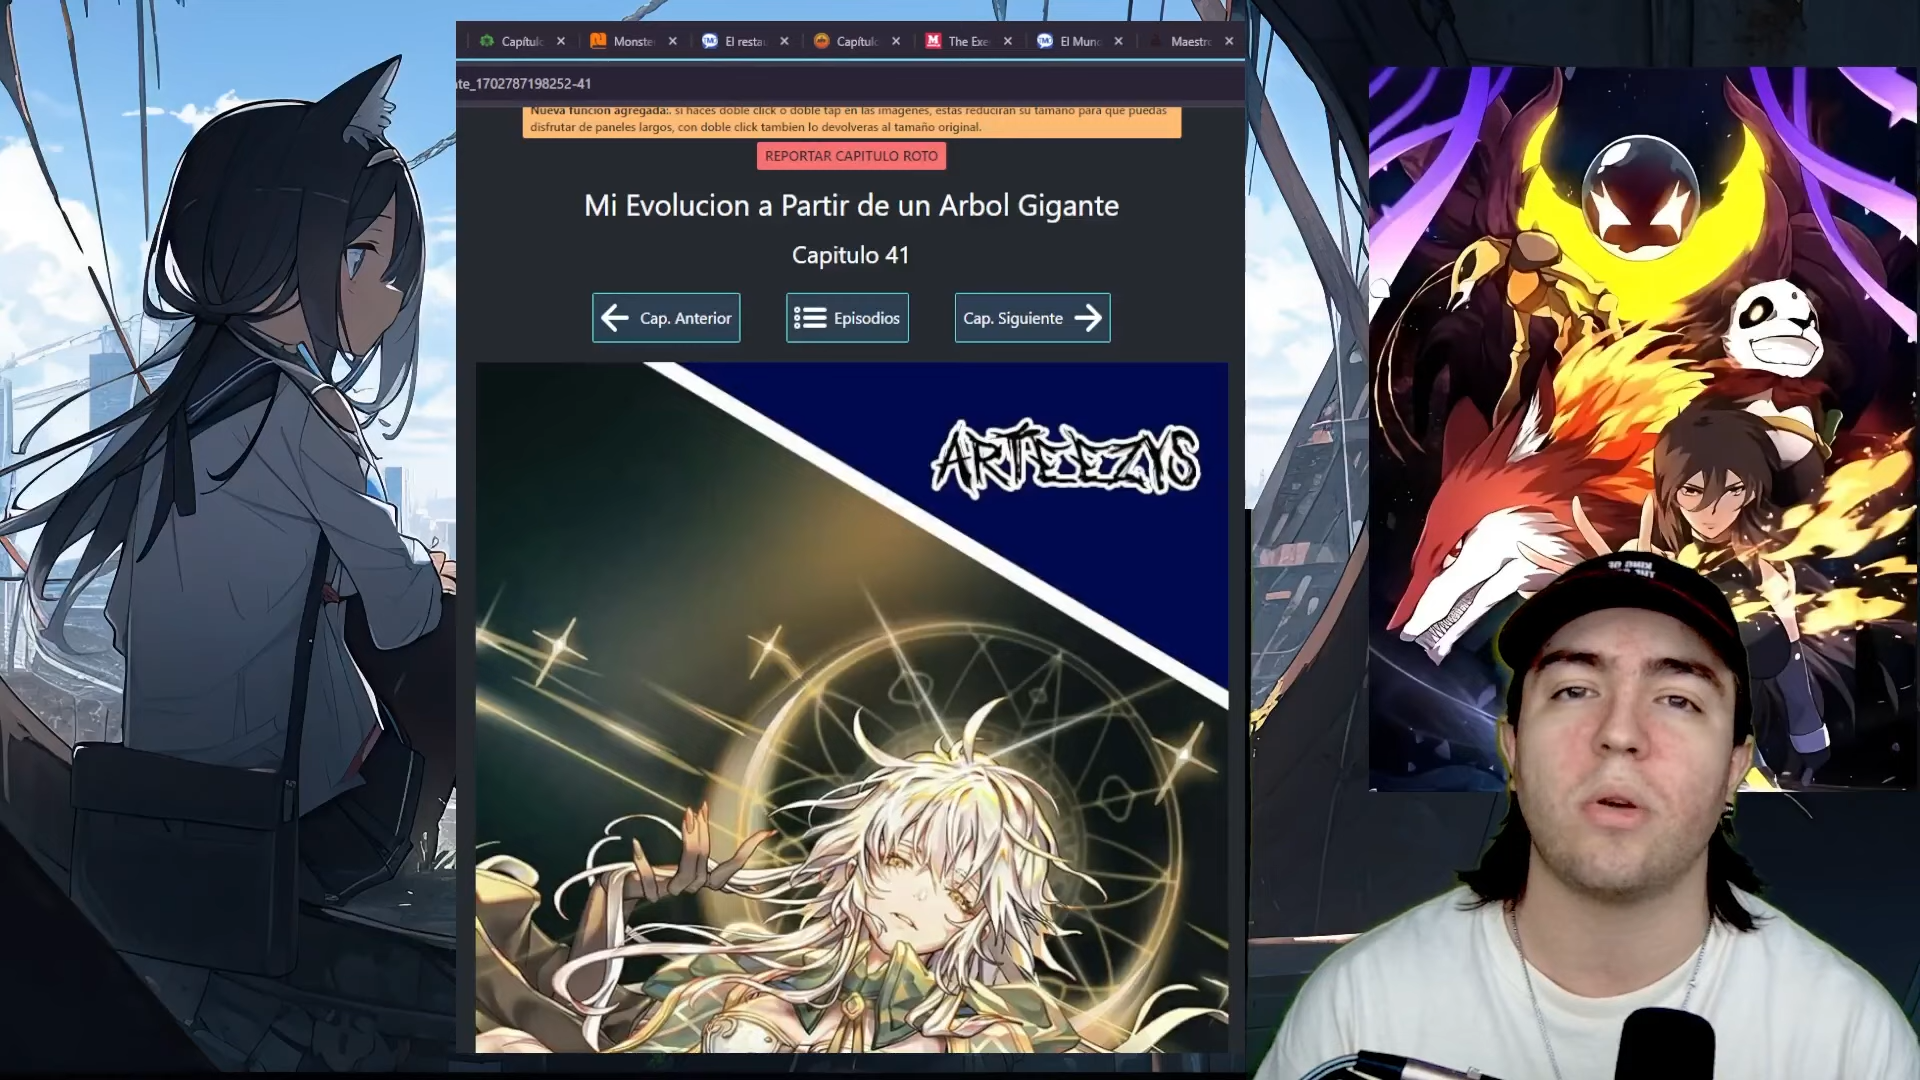 Capítulo
Monste
El resta
Capítulo
The Exe
El Mund
Maestro
te_1702787198252-41
Nueva función agregada:. si haces doble click o doble tap en las imagenes, estas reduciran su tamaño para que puedas
disfrutar de paneles largos, con doble click tambien lo devolveras al tamaño original.
REPORTAR CAPITULO ROTO
Mi Evolucion a Partir de un Arbol Gigante
Capitulo 41
Cap. Anterior
Episodios
Cap. Siguiente
ARTEEZYS